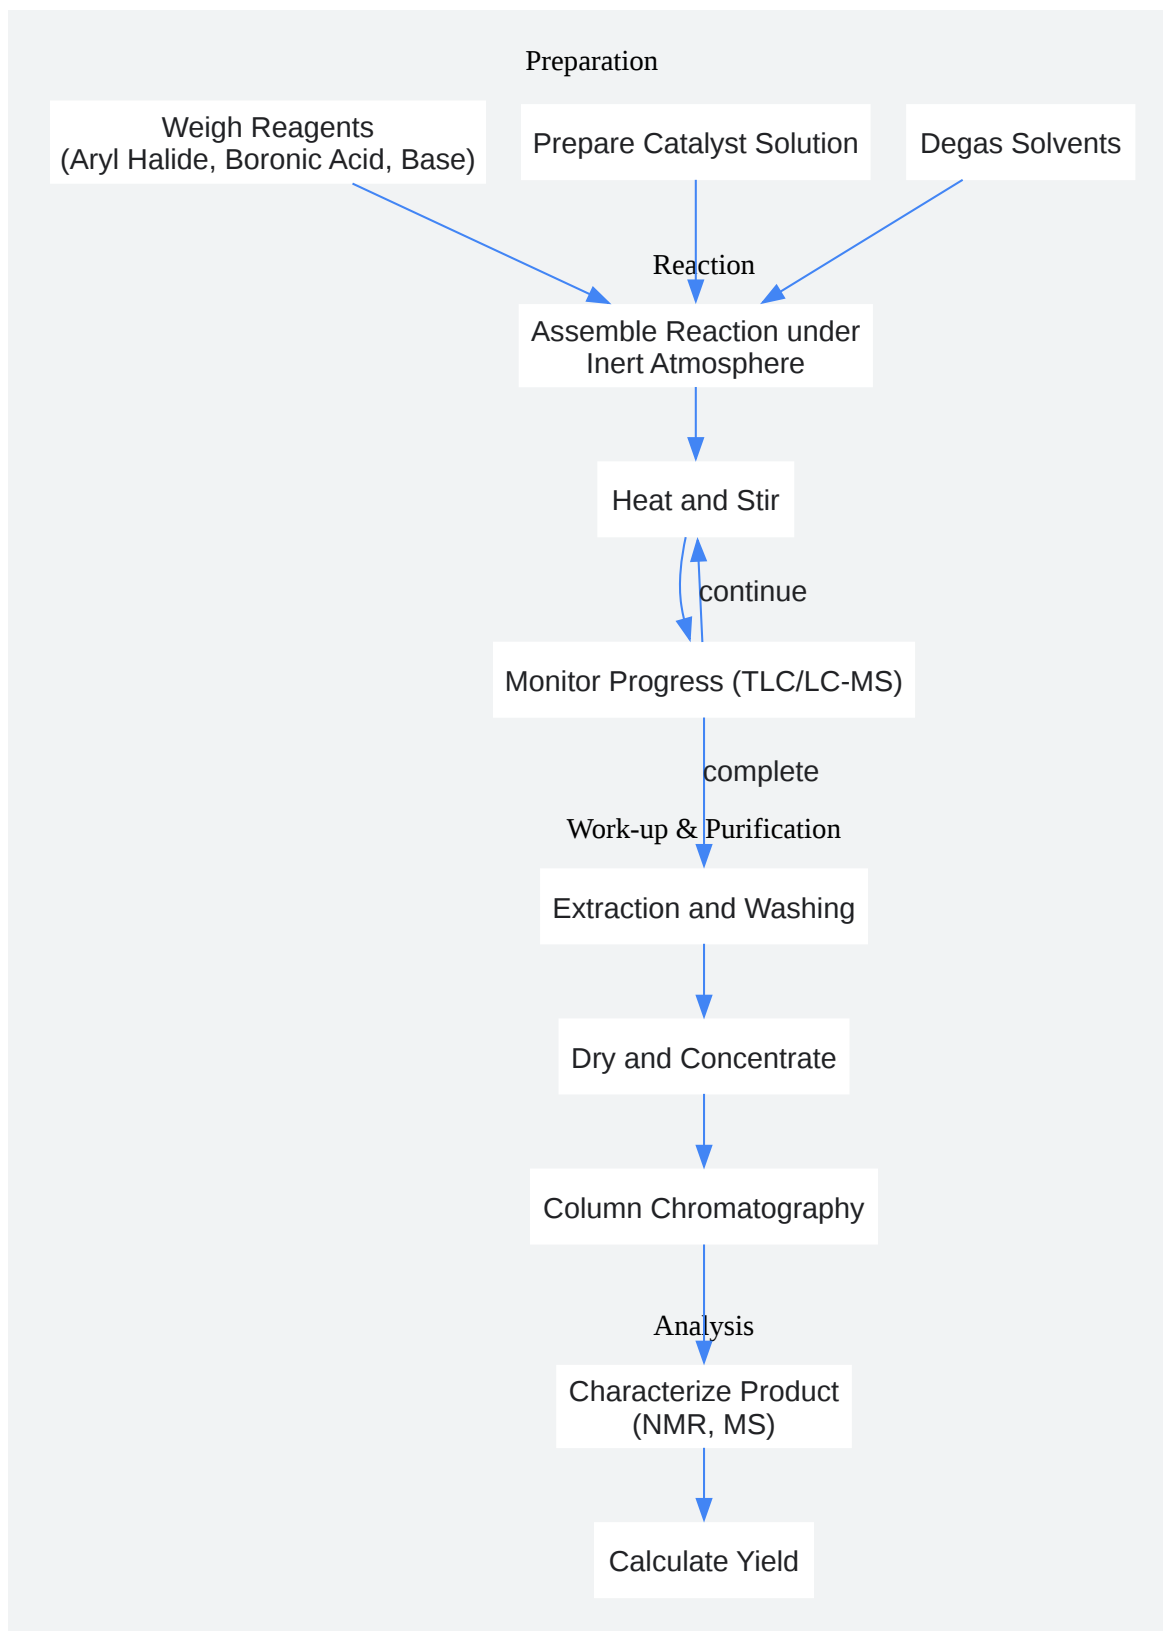 Preparation
Weigh Reagents
(Aryl Halide, Boronic Acid, Base)
Prepare Catalyst Solution
Degas Solvents
Reaction
Assemble Reaction under
Inert Atmosphere
Heat and Stir
continue
Monitor Progress (TLC/LC-MS)
complete
Work-up & Purification
Extraction and Washing
Dry and Concentrate
Column Chromatography
Analysis
Characterize Product
(NMR, MS)
Calculate Yield